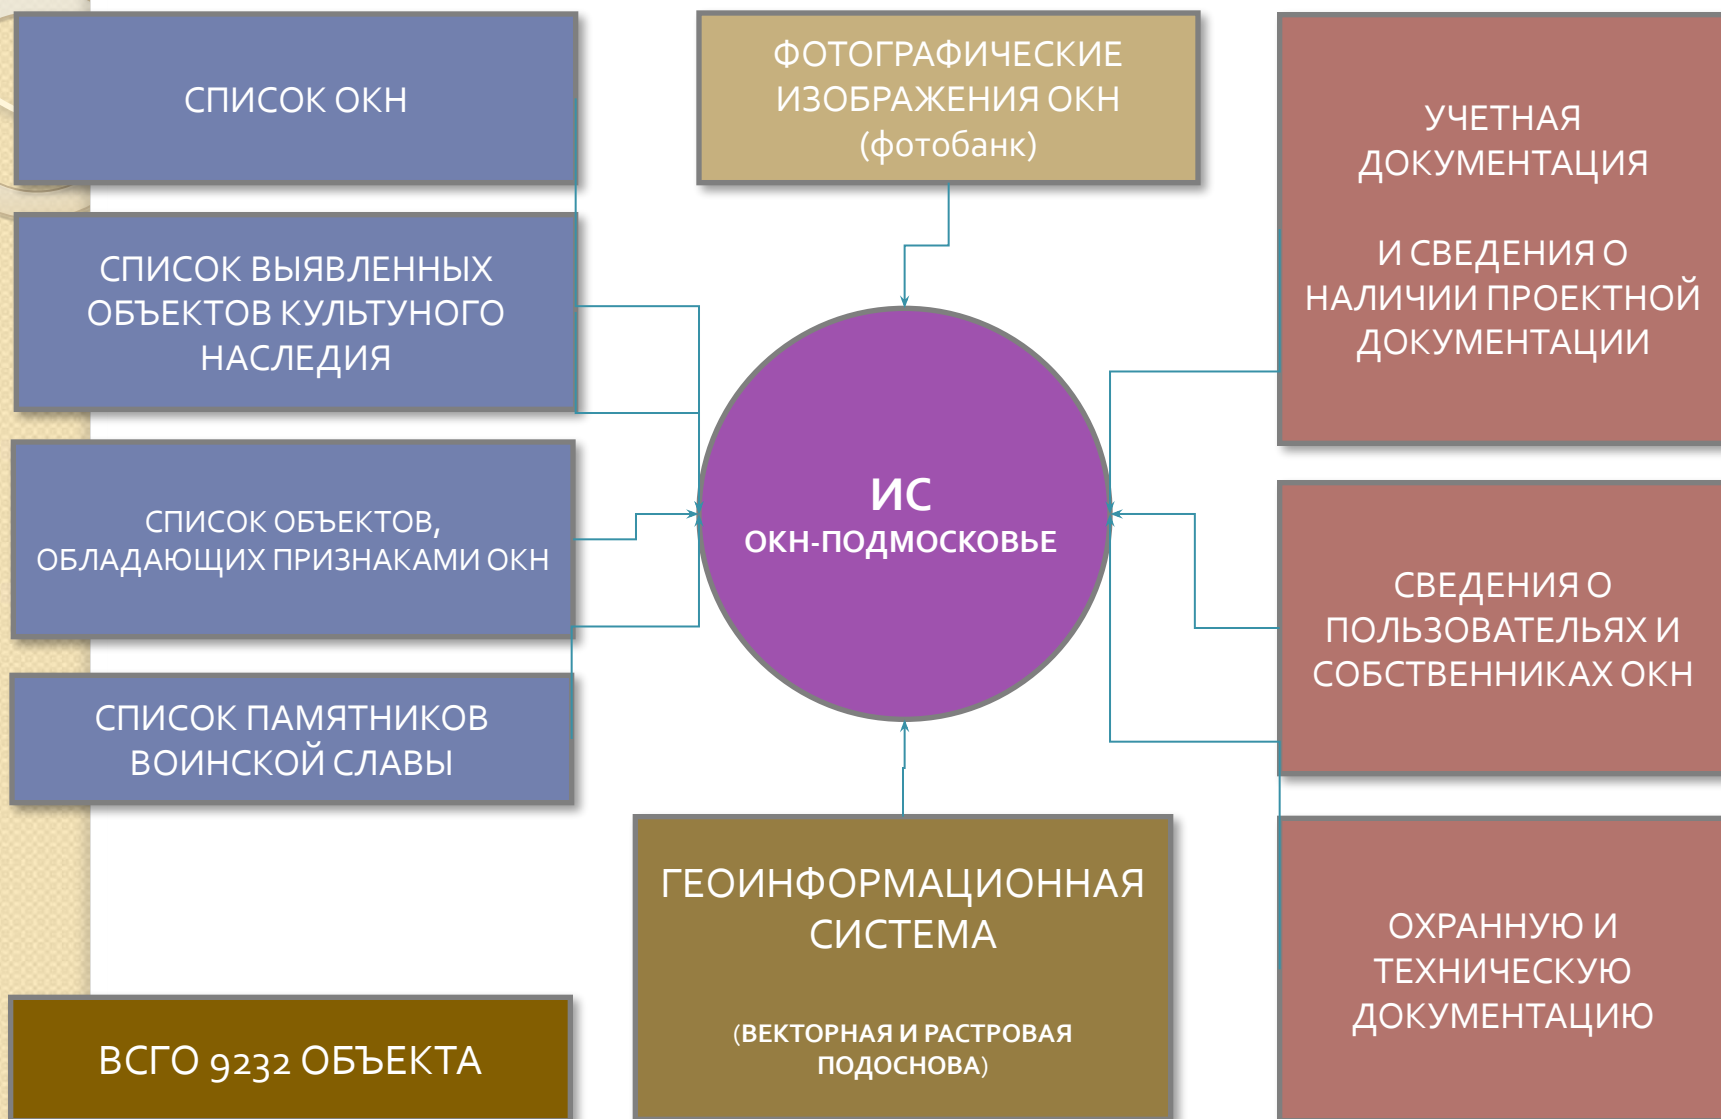 СПИСОК ОКН
СПИСОК ВЫЯВЛЕННЫХ
ОБЪЕКТОВ КУЛЬТУНОГО
НАСЛЕДИЯ
СПИСОК ОБЪЕКТОВ,
ОБЛАДАЮЩИХ ПРИЗНАКАМИ ОКН
СПИСОК ПАМЯТНИКОВ
ВОИНСКОЙ СЛАВЫ
ВСГО 9232 ОБЪЕКТА
ФОТОГРАФИЧЕСКИЕ
ИЗОБРАЖЕНИЯ ОКН
(фотобанк)
ИС
ОКН-ПОДМОСКОВЬЕ
ГЕОИНФОРМАЦИОННАЯ
СИСТЕМА
(ВЕКТОРНАЯ И РАСТРОВАЯ
ПОДОСНОВА)
УЧЕТНАЯ
ДОКУМЕНТАЦИЯ
И СВЕДЕНИЯ О
НАЛИЧИИ ПРОЕКТНОЙ
ДОКУМЕНТАЦИИ
СВЕДЕНИЯ О
ПОЛЬЗОВАТЕЛЬЯХ И
СОБСТВЕННИКАХ ОКН
ОХРАННУЮ И
ТЕХНИЧЕСКУЮ
ДОКУМЕНТАЦИЮ